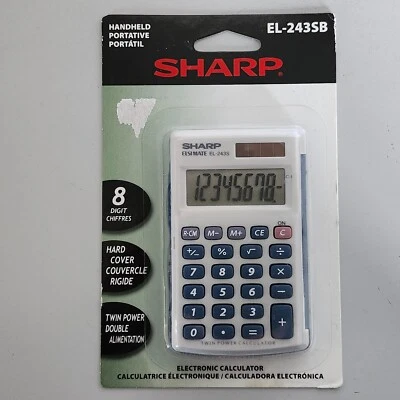 HANDHELD
PORTATIVE
PORTÁTIL
EL-243SB
SHARP
SHARP
ELSI MATE EL-243S
12345678.-
8
DIGIT
CHIFFRES
HARD
COVER
COUVERCLE
RIGIDE
TWIN POWER
DOUBLE
ALIMENTATION
ON
R·CM M− M+ CE C
+/− % √ ÷
7 8 9 ×
4 5 6 −
1 2 3 +
0 • =
TWIN POWER / CALCULATOR
ELECTRONIC CALCULATOR
CALCULATRICE ÉLECTRONIQUE / CALCULADORA ELECTRÓNICA